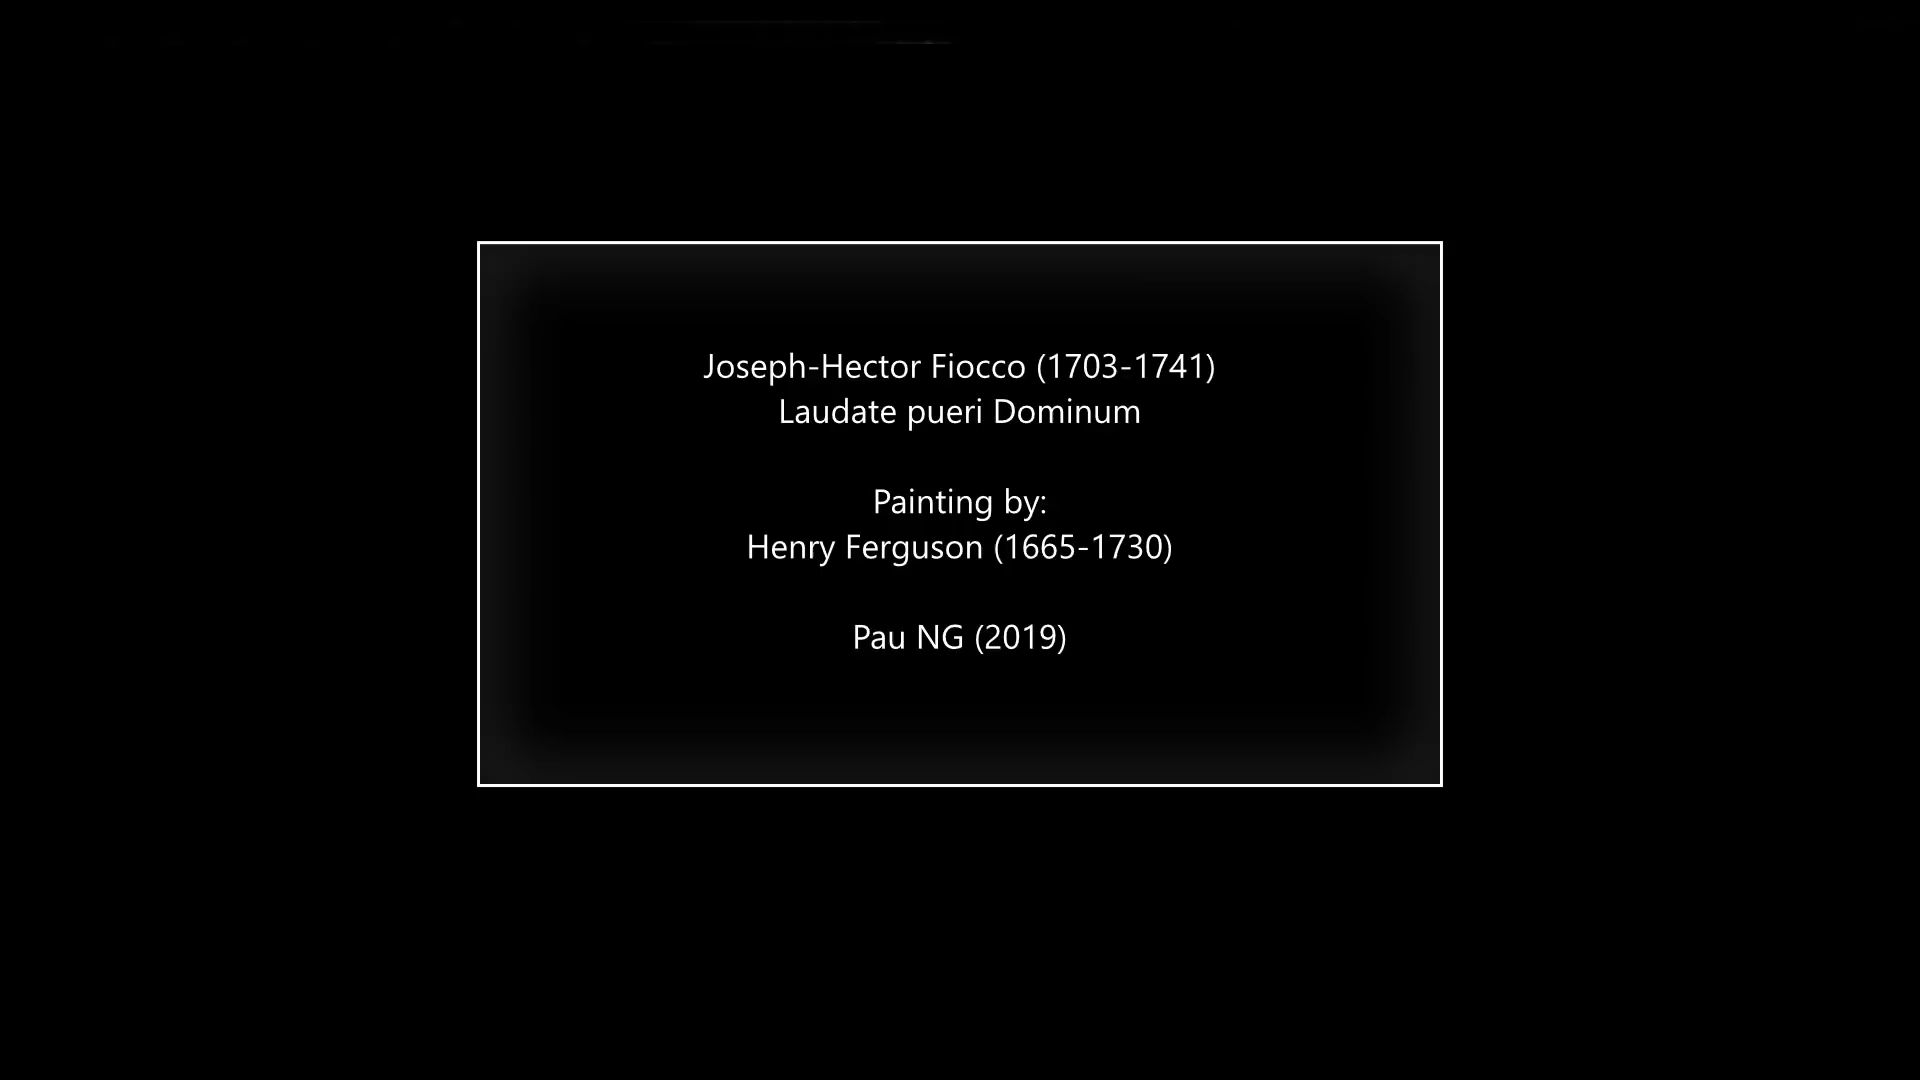 Joseph-Hector Fiocco (1703-1741)
Laudate pueri Dominum
Painting by:
Henry Ferguson (1665-1730)
Pau NG (2019)